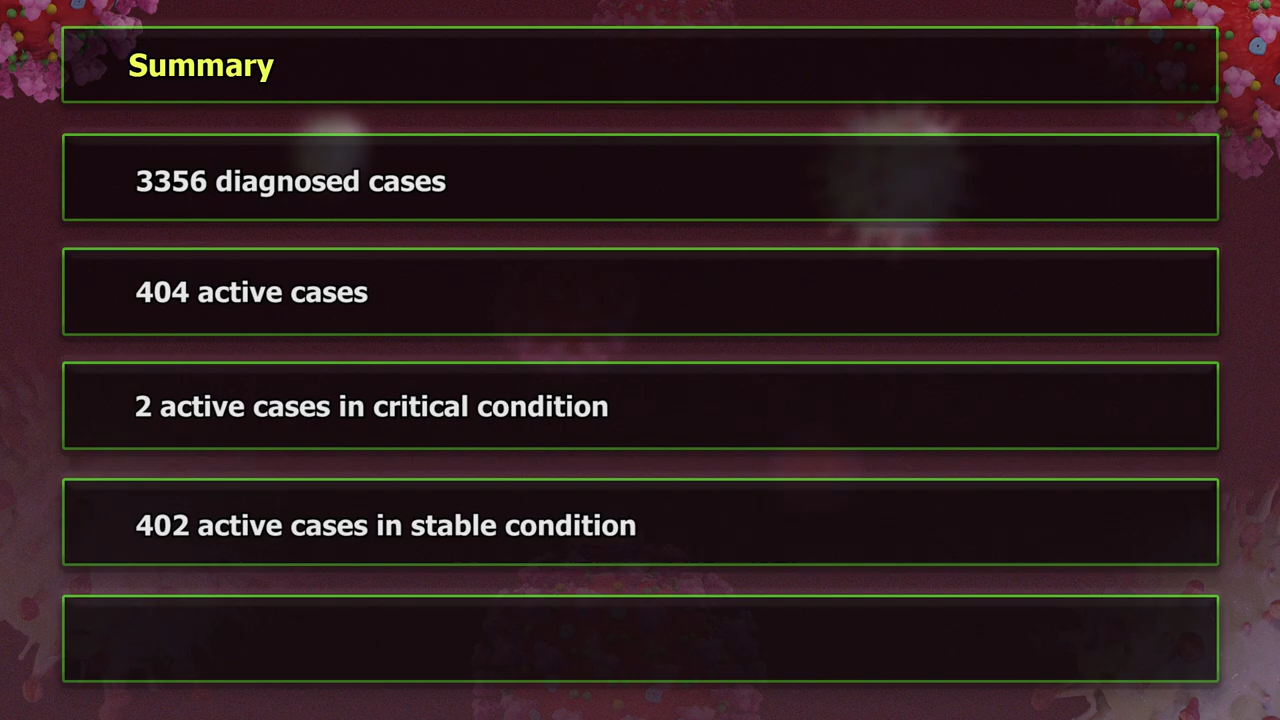 Summary
3356 diagnosed cases
404 active cases
2 active cases in critical condition
402 active cases in stable condition